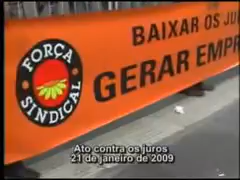 BAIXAR OS JU
GERAR EMPR
FORÇA
SINDICAL
Ato contra os juros
21 de janeiro de 2009